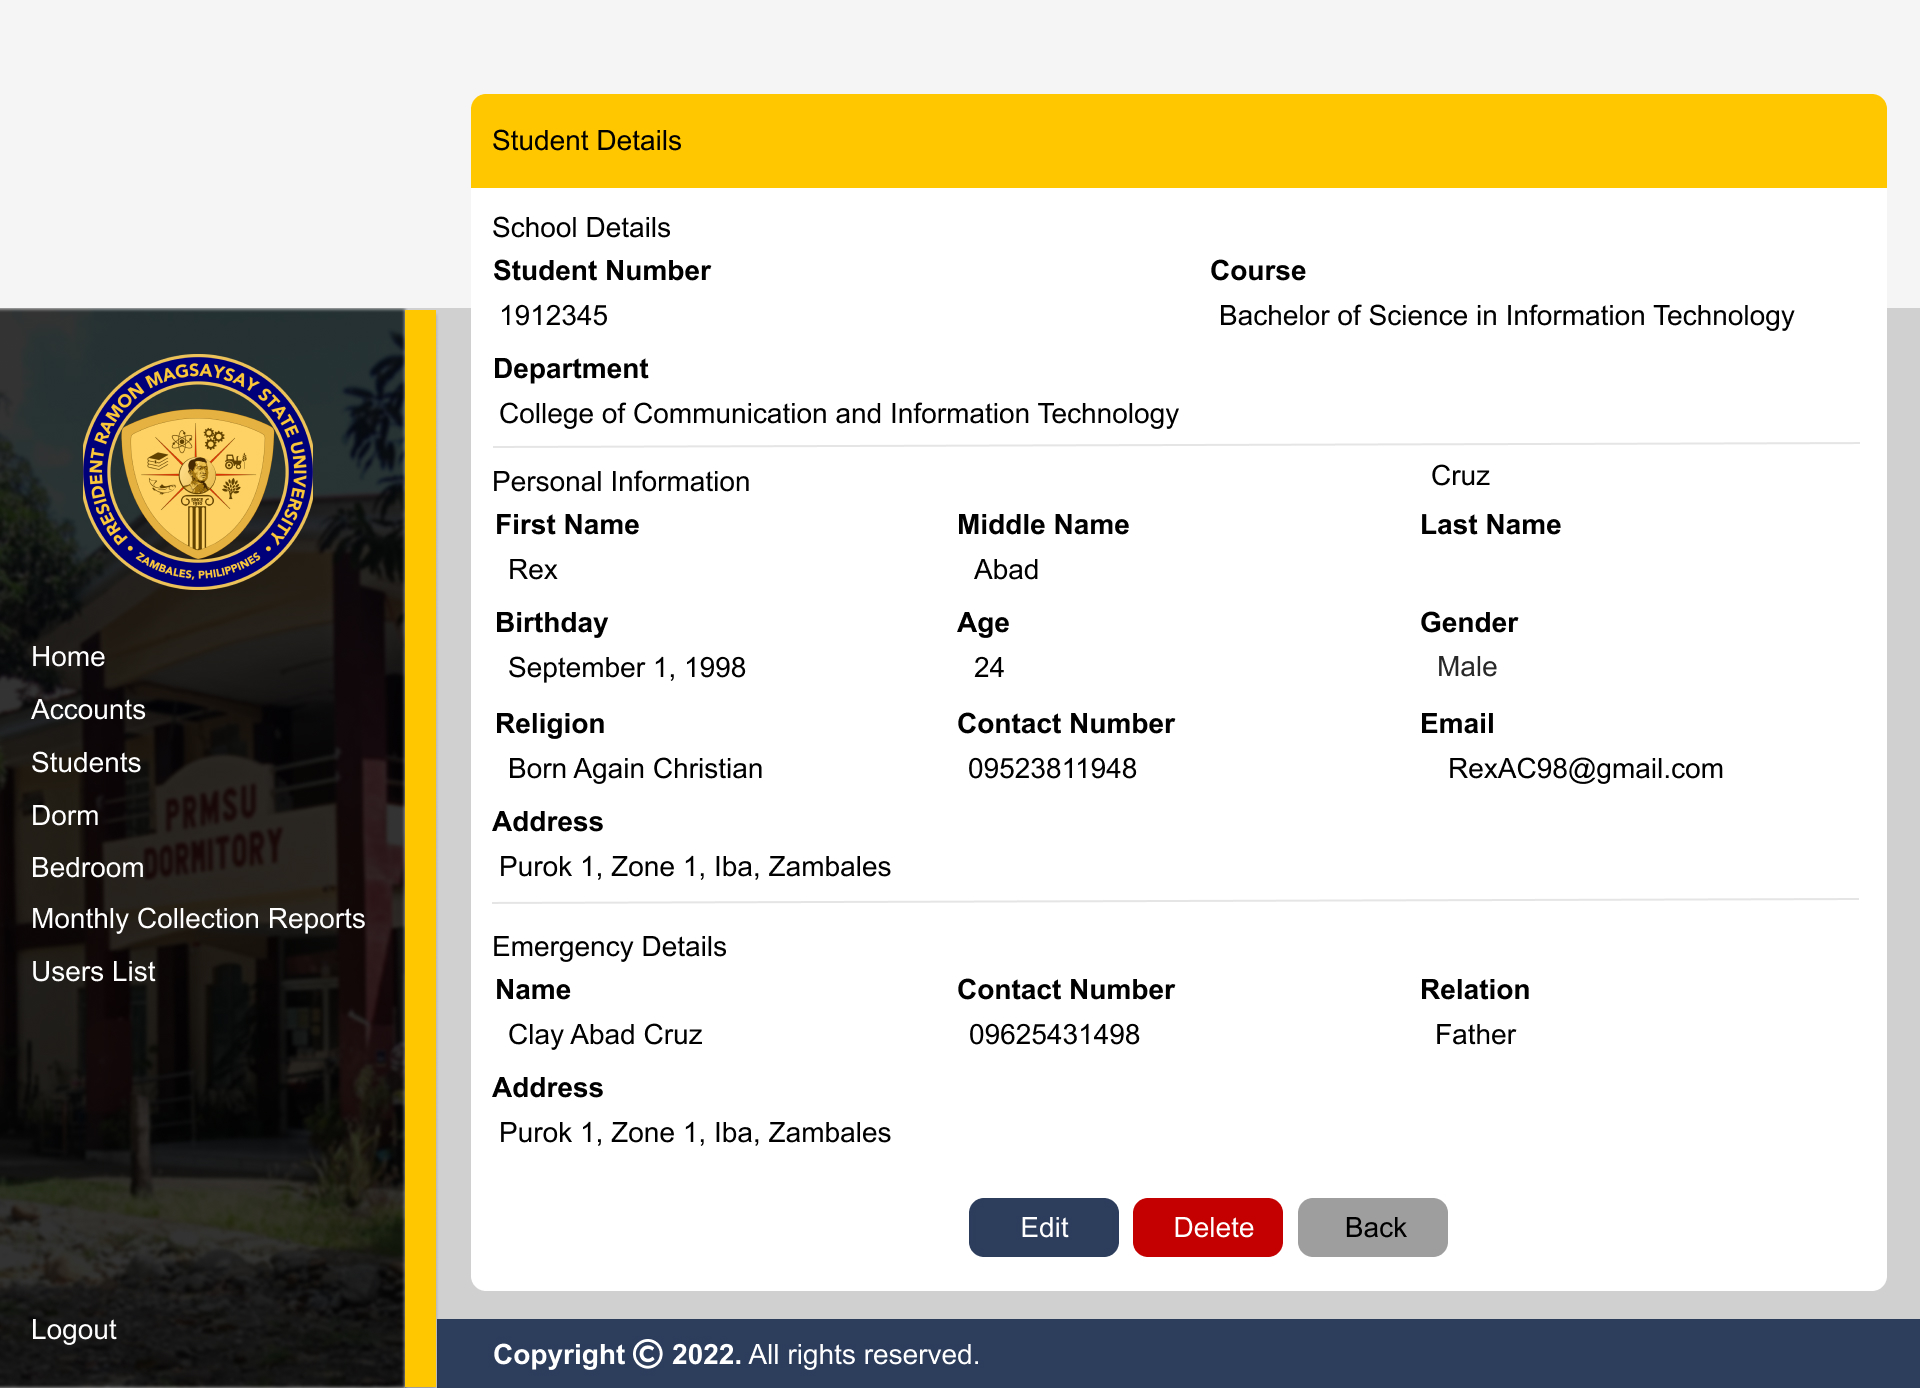 Student Details
School Details
Student Number Course
1912345 Bachelor of Science in Information Technology
Department
College of Communication and Information Technology
Cruz
Personal Information
First Name Middle Name Last Name
Rex Abad
Birthday Age Gender
September 1, 1998 24 Male
Religion Contact Number Email
Born Again Christian 09523811948 RexAC98@gmail.com
Address
Purok 1, Zone 1, Iba, Zambales
Emergency Details
Name Contact Number Relation
Clay Abad Cruz 09625431498 Father
Address
Purok 1, Zone 1, Iba, Zambales
Edit Delete Back
PRESIDENT RAMON MAGSAYSAY STATE UNIVERSITY
ZAMBALES, PHILIPPINES
Home
Accounts
Students
Dorm
Bedroom
Monthly Collection Reports
Users List
PRMSU
DORMITORY
Logout
Copyright © 2022. All rights reserved.